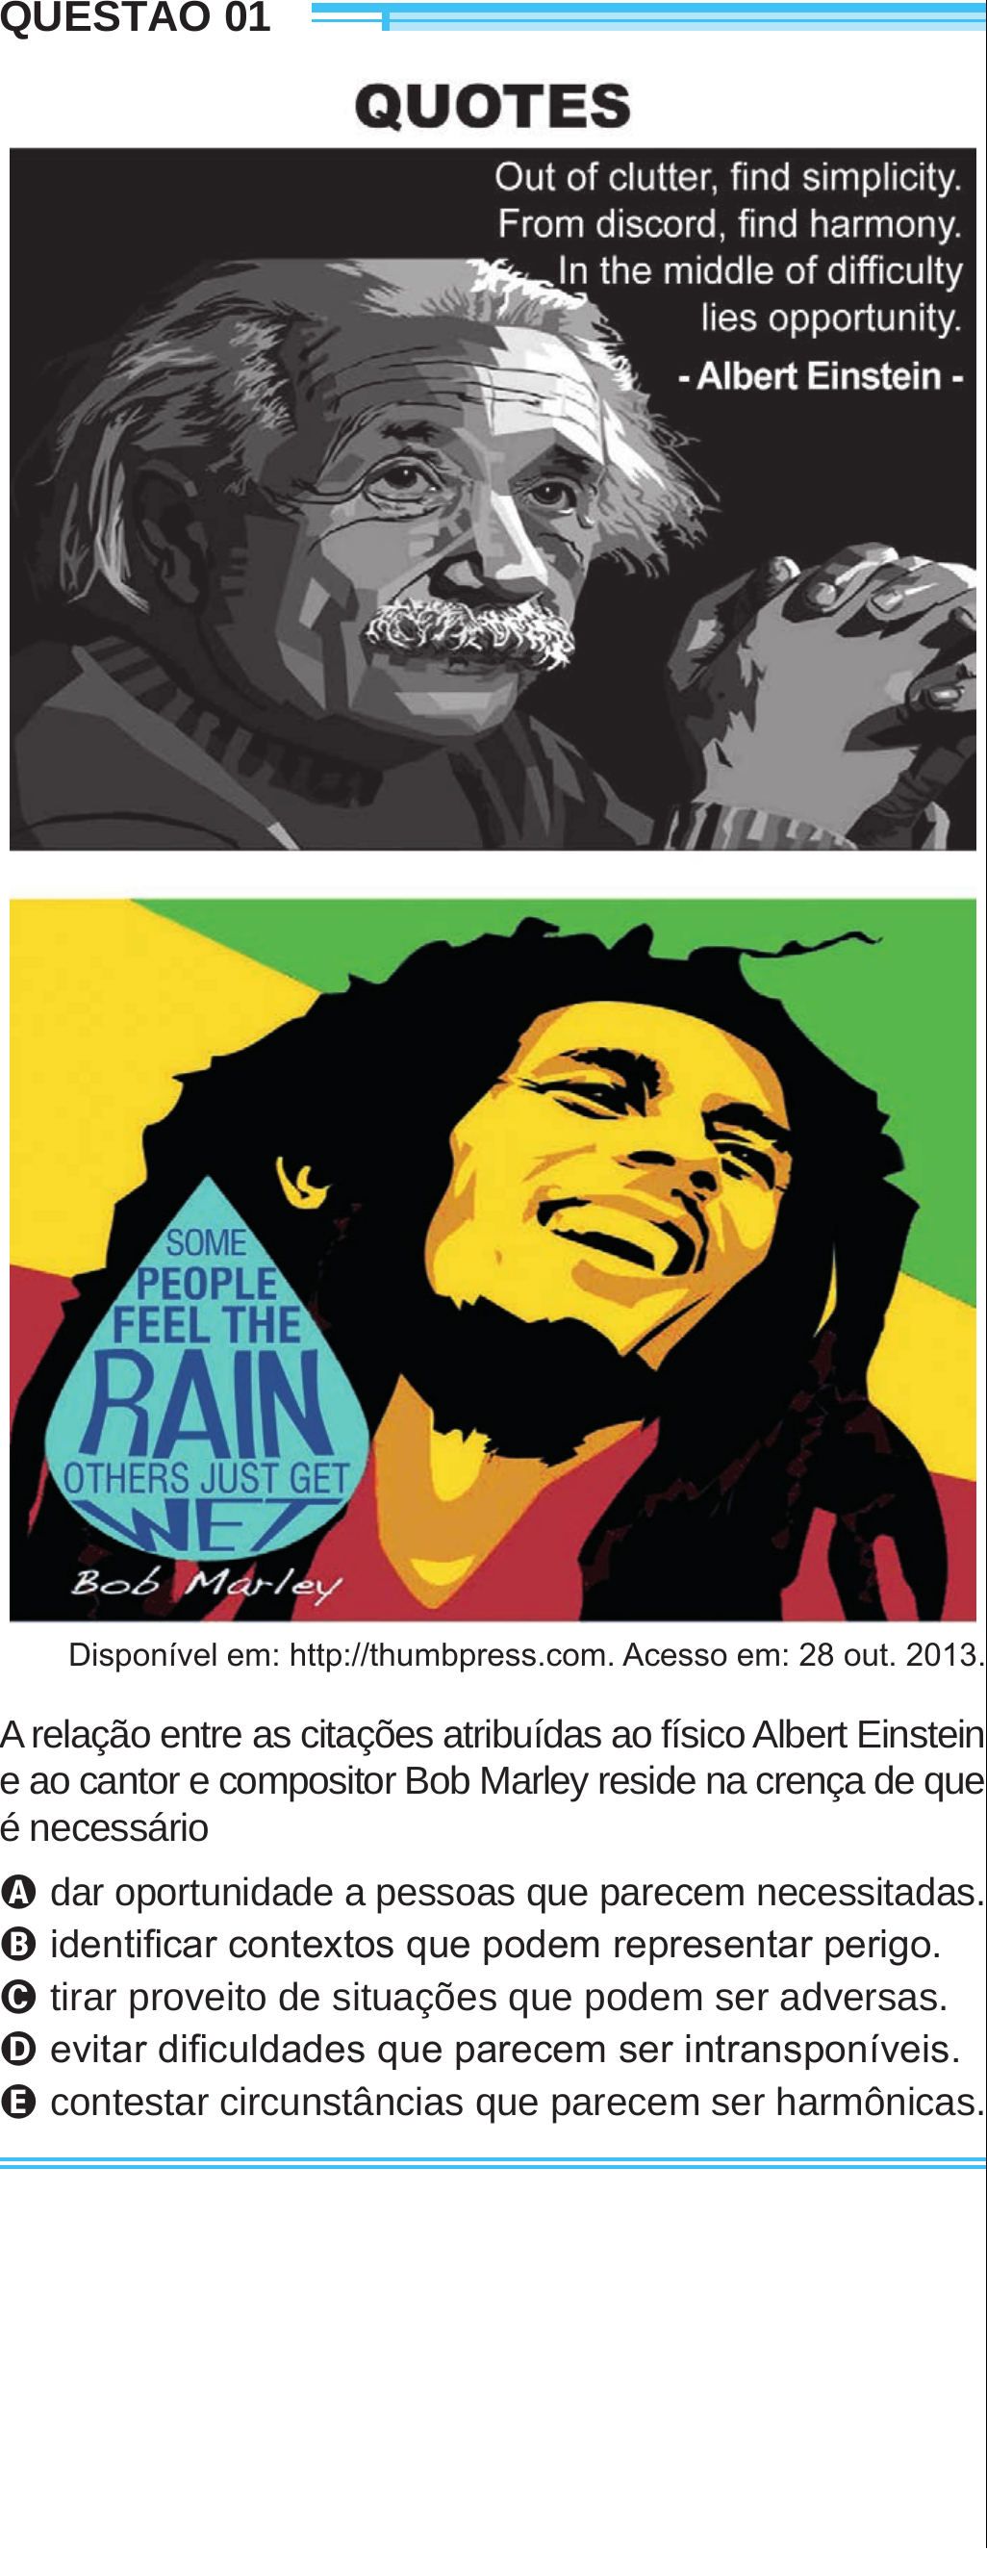 QUESTÃO 01
QUOTES
Out of clutter, find simplicity.
From discord, find harmony.
In the middle of difficulty
lies opportunity.
- Albert Einstein -
SOME
PEOPLE
FEEL THE
RAIN
OTHERS JUST GET
WET
Bob Marley
Disponível em: http://thumbpress.com. Acesso em: 28 out. 2013.
A relação entre as citações atribuídas ao físico Albert Einstein
e ao cantor e compositor Bob Marley reside na crença de que
é necessário
A dar oportunidade a pessoas que parecem necessitadas.
B identificar contextos que podem representar perigo.
C tirar proveito de situações que podem ser adversas.
D evitar dificuldades que parecem ser intransponíveis.
E contestar circunstâncias que parecem ser harmônicas.